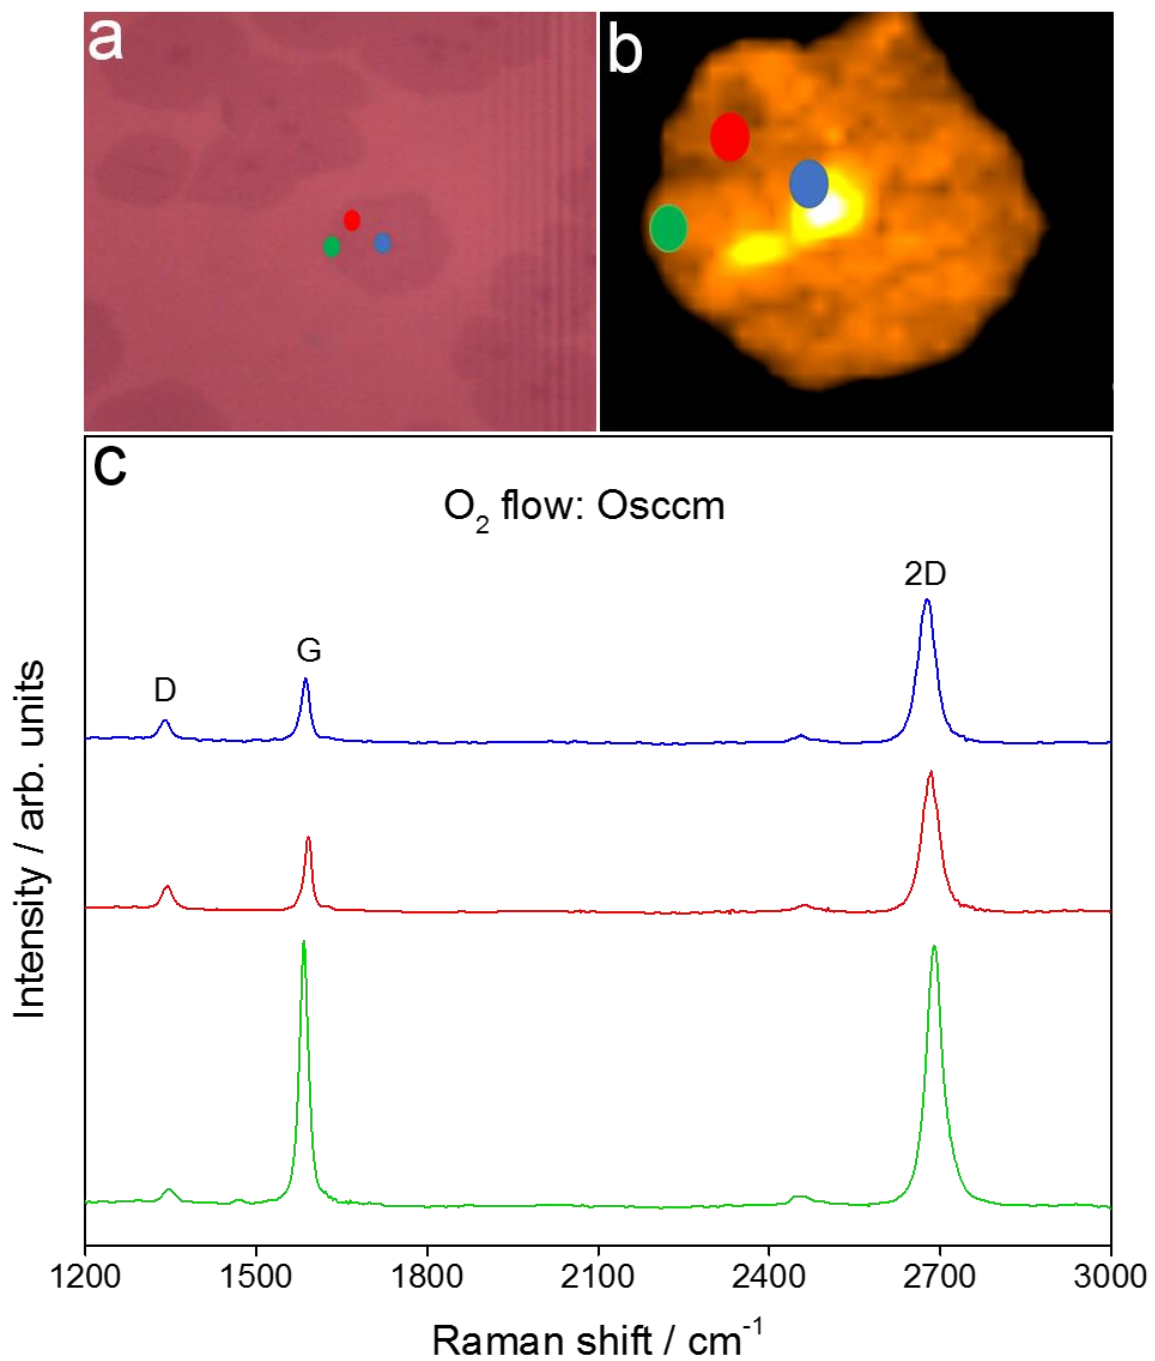 a
b
c
O₂ flow: Osccm
2D
G
D
Intensity / arb. units
1200 1500 1800 2100 2400 2700 3000
Raman shift / cm⁻¹